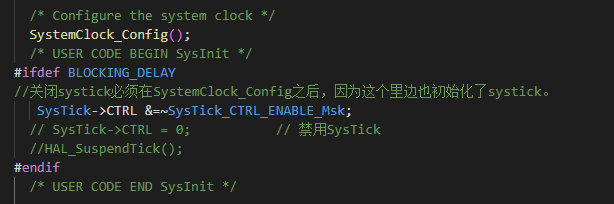 /* Configure the system clock */
SystemClock_Config();
/* USER CODE BEGIN SysInit */
#ifdef BLOCKING_DELAY
//关闭systick必须在SystemClock_Config之后，因为这个里边也初始化了systick。
SysTick->CTRL &=~SysTick_CTRL_ENABLE_Msk;
// SysTick->CTRL = 0;          // 禁用SysTick
//HAL_SuspendTick();
#endif
/* USER CODE END SysInit */